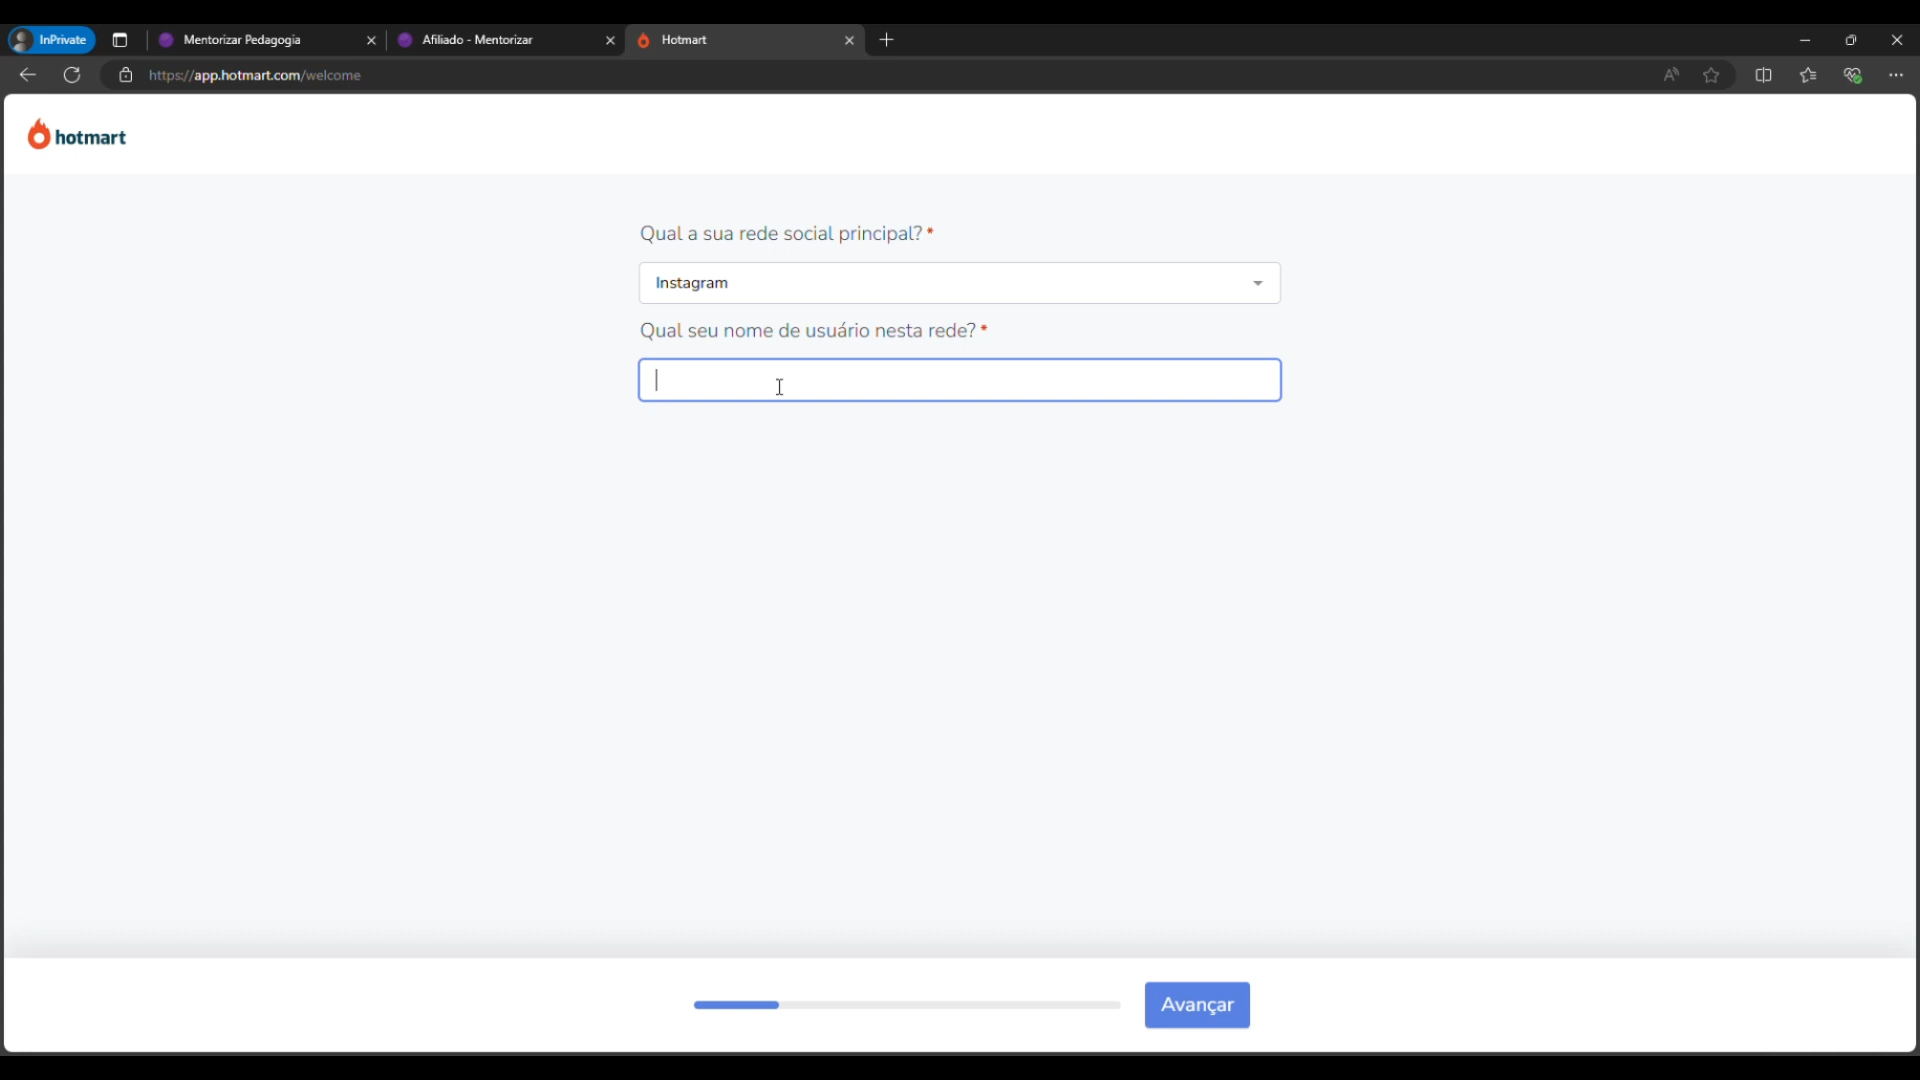 InPrivate
Mentorizar Pedagogia
Afiliado - Mentorizar
Hotmart
https://app.hotmart.com/welcome
hotmart
Qual a sua rede social principal? *
Instagram
Qual seu nome de usuário nesta rede? *
Avançar